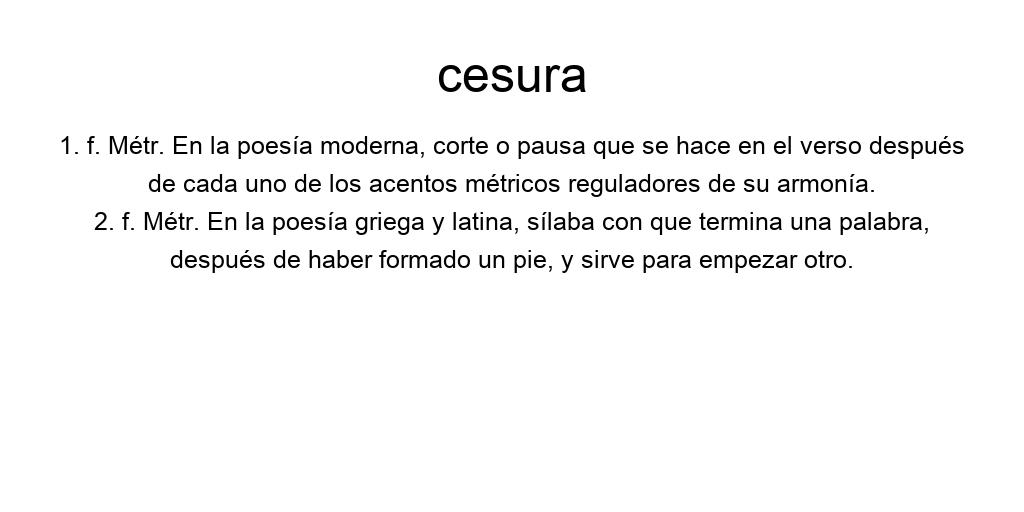 cesura
1. f. Métr. En la poesía moderna, corte o pausa que se hace en el verso después
de cada uno de los acentos métricos reguladores de su armonía.
2. f. Métr. En la poesía griega y latina, sílaba con que termina una palabra,
después de haber formado un pie, y sirve para empezar otro.